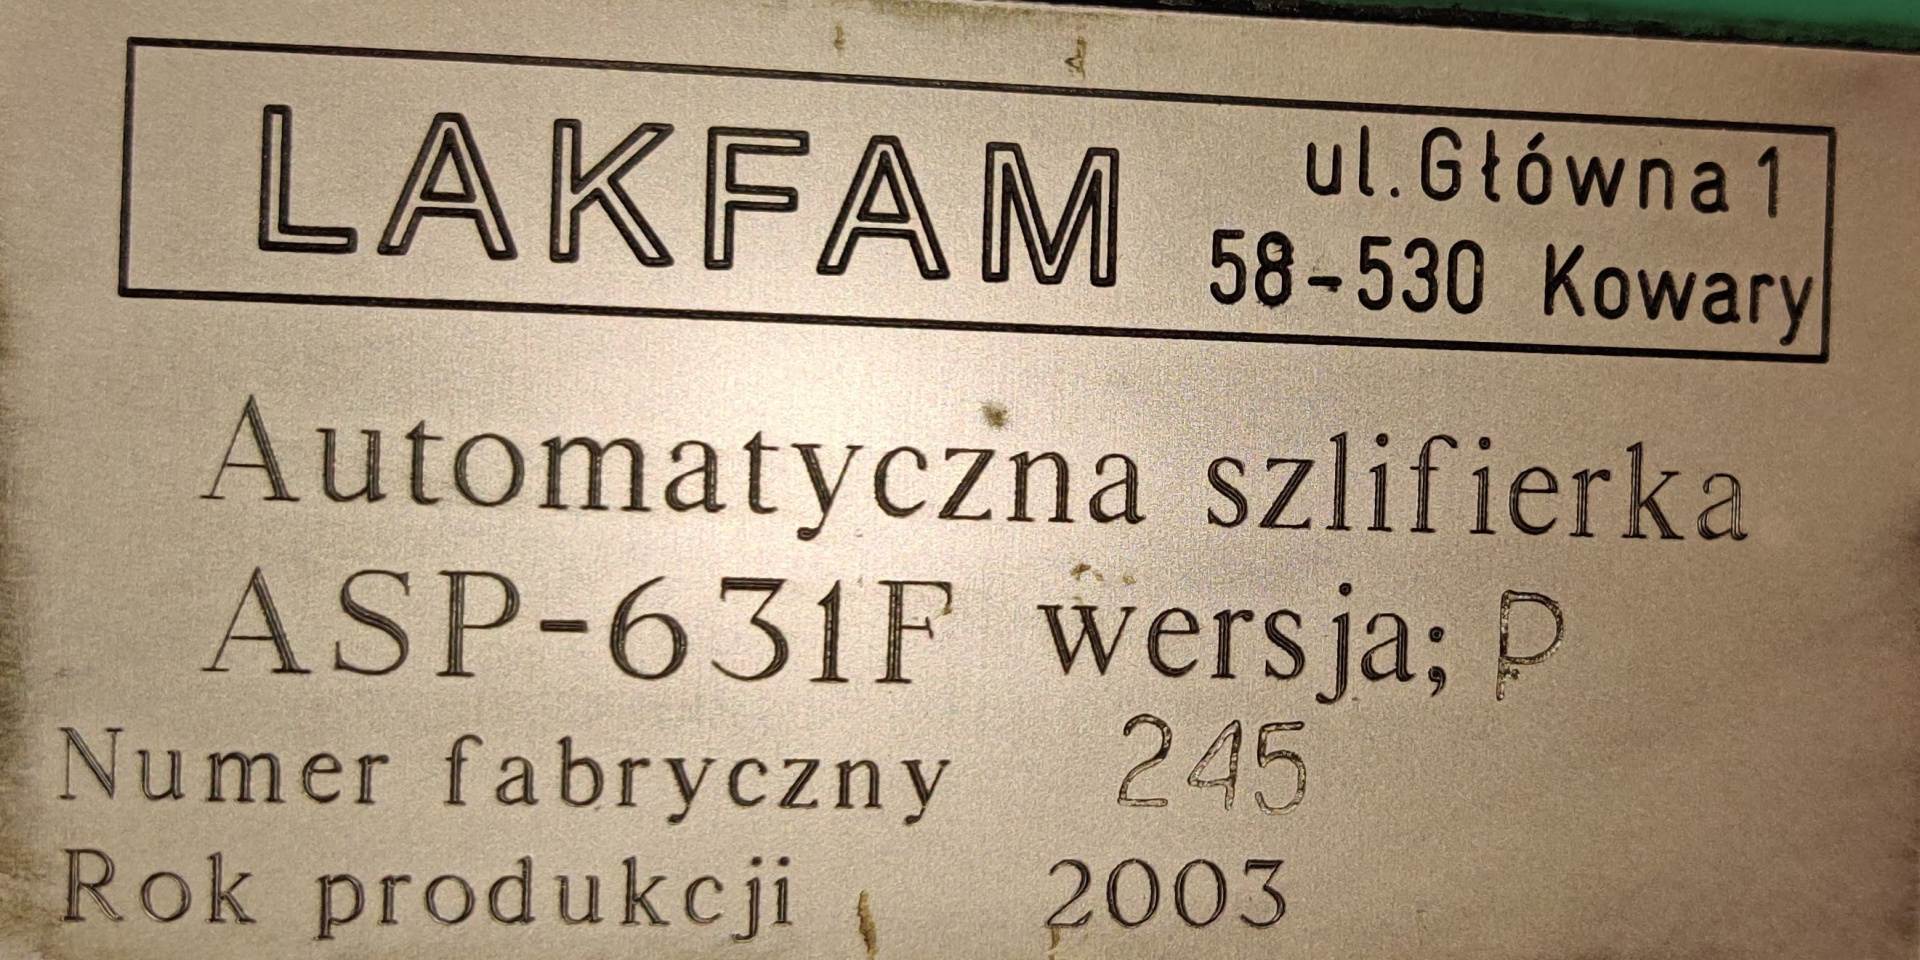 LAKFAM
ul. Główna 1
58-530 Kowary
Automatyczna szlifierka
ASP-631F wersja; P
Numer fabryczny 245
Rok produkcji 2003